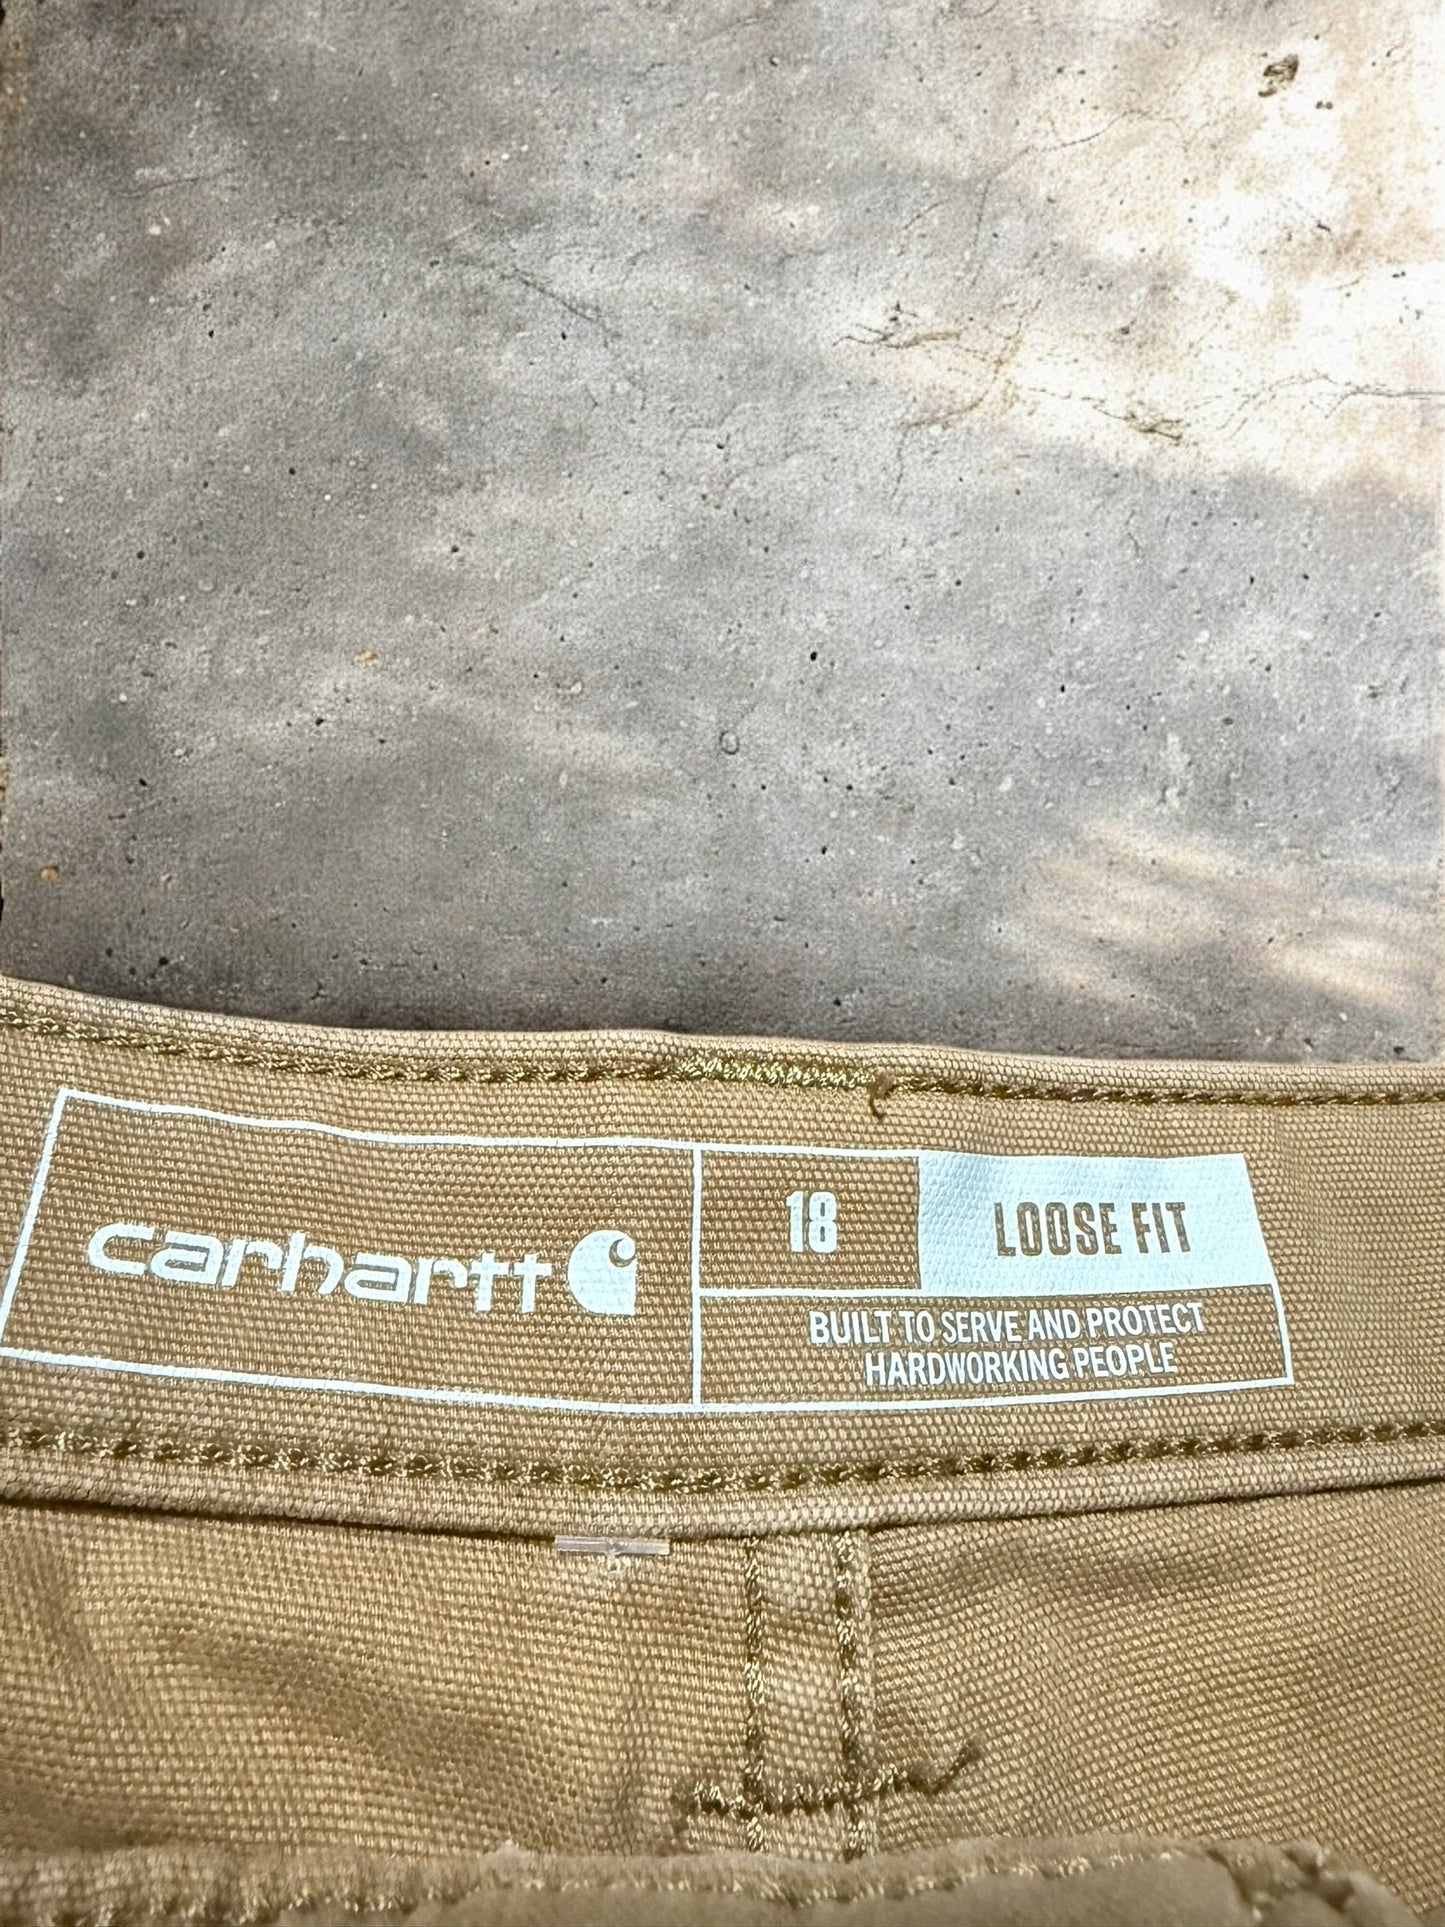 carhartt
18
LOOSE FIT
BUILT TO SERVE AND PROTECT
HARDWORKING PEOPLE